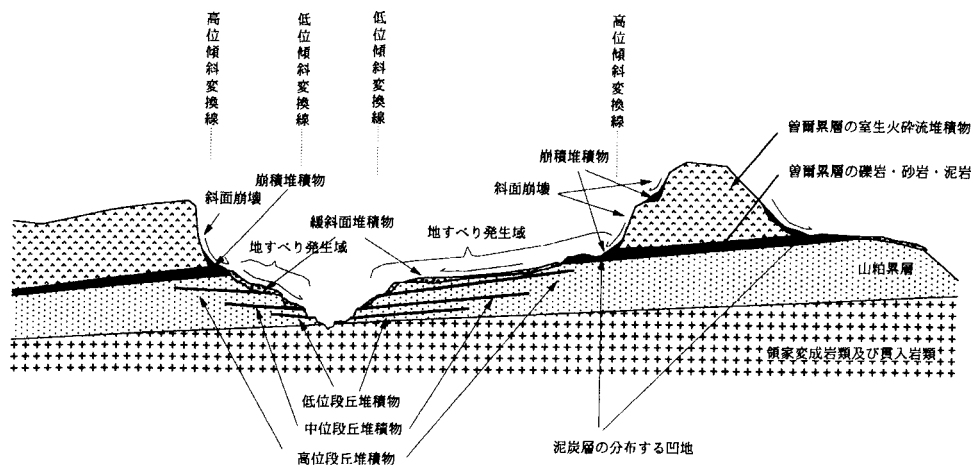 高位傾斜変換線
低位傾斜変換線
低位傾斜変換線
高位傾斜変換線
曽爾累層の室生火砕流堆積物
崩積堆積物
崩積堆積物
斜面崩壊
曽爾累層の礫岩・砂岩・泥岩
斜面崩壊
緩斜面堆積物
地すべり発生域
地すべり発生域
山粕累層
領家変成岩類及び貫入岩類
低位段丘堆積物
中位段丘堆積物
高位段丘堆積物
泥炭層の分布する凹地